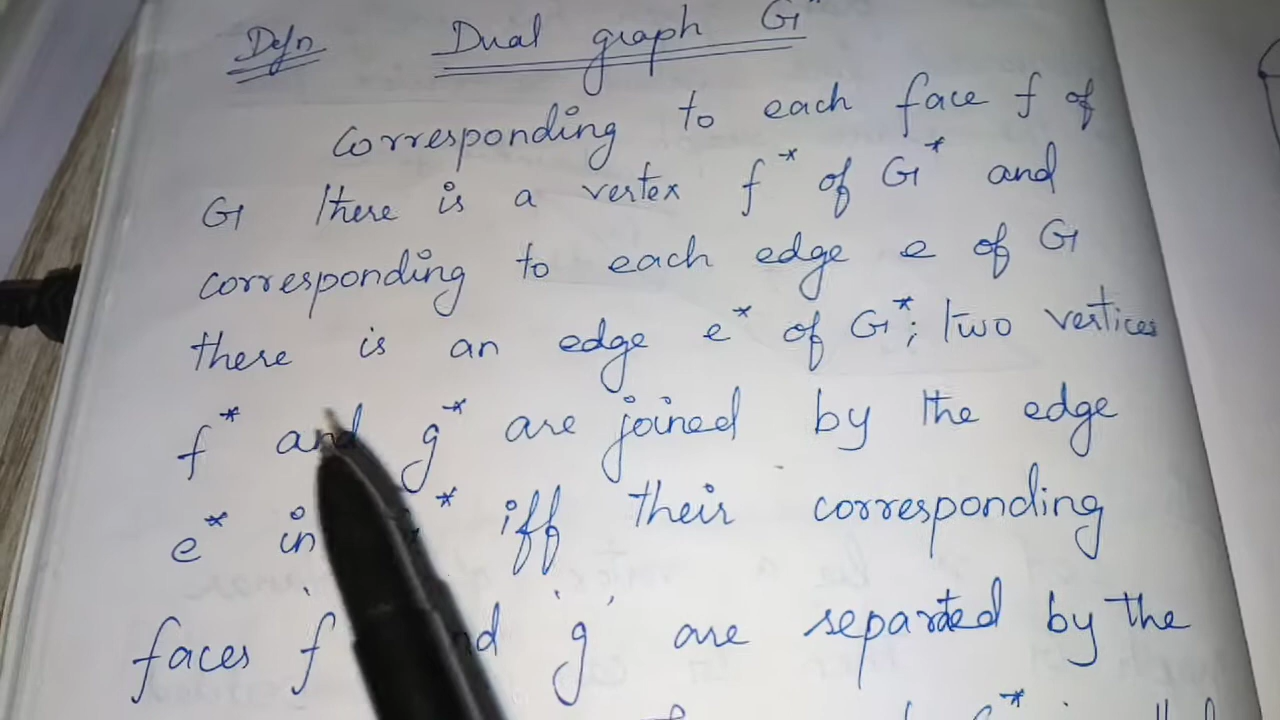 Defn Dual graph G*
Corresponding to each face f of
G there is a vertex f* of G* and
corresponding to each edge e of G
there is an edge e* of G*; two vertices
f* and g* are joined by the edge
e* in * iff their corresponding
faces 'f' 'g' are separated by the